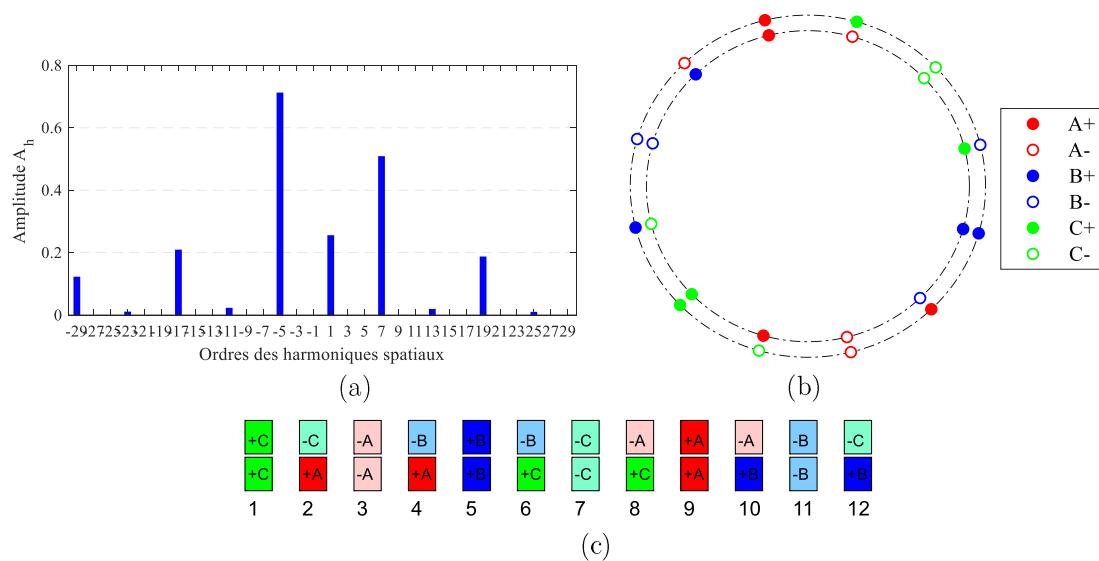 0.8
0.6
0.4
0.2
0
Amplitude A_h
-29 -27 -25 -23 -21 -19 -17 -15 -13 -11 -9 -7 -5 -3 -1 1 3 5 7 9 11 13 15 17 19 21 23 25 27 29
Ordres des harmoniques spatiaux
(a)
A+
A-
B+
B-
C+
C-
(b)
+C -C -A -B +B -B -C -A +A -A -B -C
+C +A -A +A +B +C -C +C +A +B -B +B
1 2 3 4 5 6 7 8 9 10 11 12
(c)